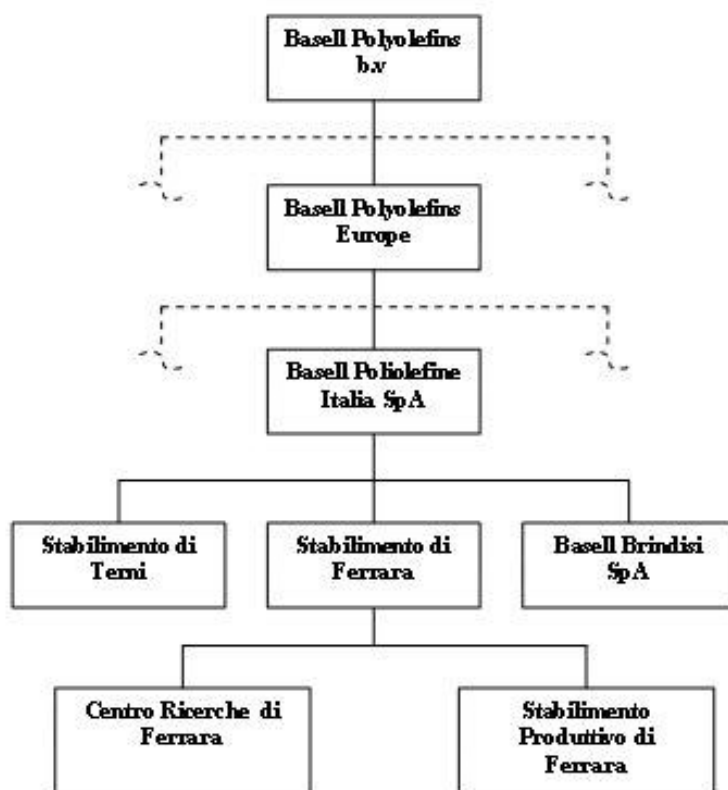 Basell Polyolefins
b.v
Basell Polyolefins
Europe
Basell Poliolefine
Italia SpA
Stabilimento di
Terni
Stabilimento di
Ferrara
Basell Brindisi
SpA
Centro Ricerche di
Ferrara
Stabilimento
Produttivo di
Ferrara